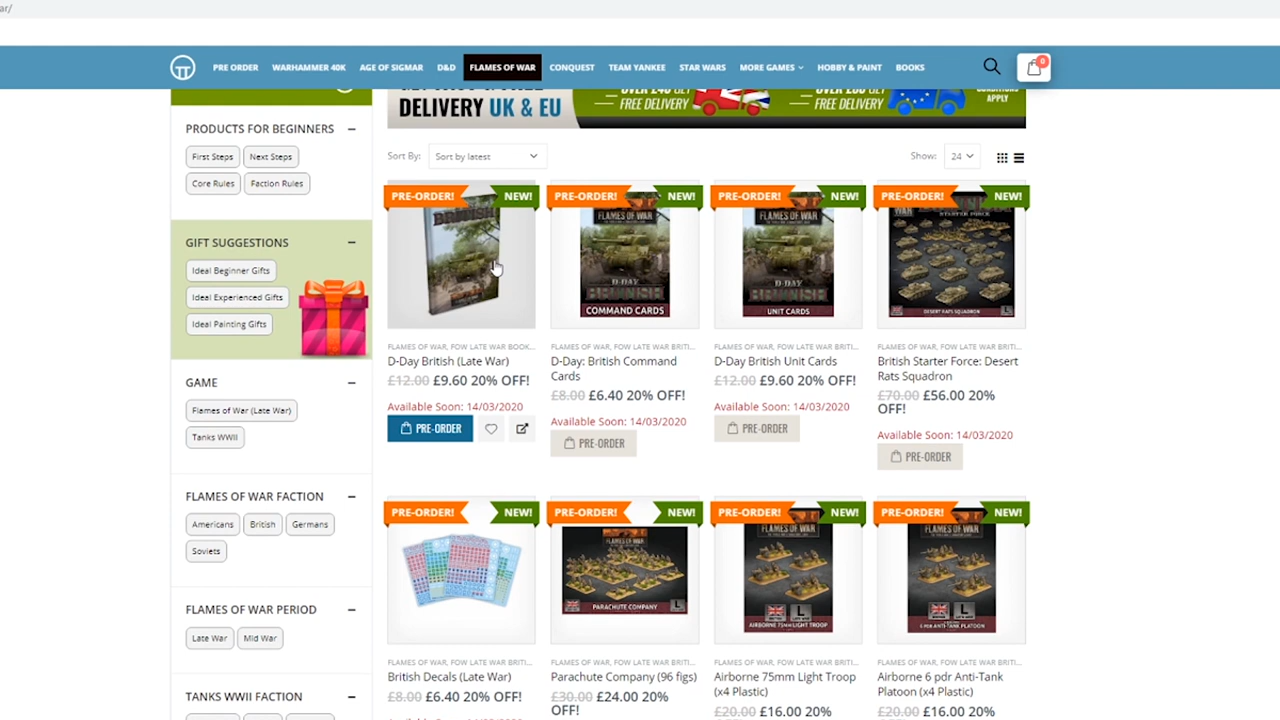 ar/
PRE ORDER WARHAMMER 40K AGE OF SIGMAR D&D FLAMES OF WAR CONQUEST TEAM YANKEE STAR WARS MORE GAMES HOBBY & PAINT BOOKS
0
DELIVERY UK & EU
FREE DELIVERY
FREE DELIVERY
APPLY
PRODUCTS FOR BEGINNERS
First Steps Next Steps
Core Rules Faction Rules
GIFT SUGGESTIONS
Ideal Beginner Gifts
Ideal Experienced Gifts
Ideal Painting Gifts
GAME
Flames of War (Late War)
Tanks WWII
FLAMES OF WAR FACTION
Americans British Germans
Soviets
FLAMES OF WAR PERIOD
Late War Mid War
TANKS WWII FACTION
Sort By: Sort by latest
Show: 24
PRE-ORDER! NEW!
BRITISH
FLAMES OF WAR, FOW LATE WAR BOOK...
D-Day British (Late War)
£12.00 £9.60 20% OFF!
Available Soon: 14/03/2020
PRE-ORDER
PRE-ORDER! NEW!
FLAMES OF WAR
D-DAY
BRITISH
COMMAND CARDS
FLAMES OF WAR, FOW LATE WAR BRITI...
D-Day: British Command
Cards
£8.00 £6.40 20% OFF!
Available Soon: 14/03/2020
PRE-ORDER
PRE-ORDER! NEW!
FLAMES OF WAR
D-DAY
BRITISH
UNIT CARDS
FLAMES OF WAR, FOW LATE WAR BRITI...
D-Day British Unit Cards
£12.00 £9.60 20% OFF!
Available Soon: 14/03/2020
PRE-ORDER
PRE-ORDER! NEW!
WAR
STARTER FORCE
DESERT RATS SQUADRON
FLAMES OF WAR, FOW LATE WAR BRITI...
British Starter Force: Desert
Rats Squadron
£70.00 £56.00 20%
OFF!
Available Soon: 14/03/2020
PRE-ORDER
PRE-ORDER! NEW!
FLAMES OF WAR, FOW LATE WAR BRITI...
British Decals (Late War)
£8.00 £6.40 20% OFF!
PRE-ORDER! NEW!
FLAMES OF WAR
PARACHUTE COMPANY
L
FLAMES OF WAR, FOW LATE WAR BRITI...
Parachute Company (96 figs)
£30.00 £24.00 20%
OFF!
PRE-ORDER! NEW!
FLAMES OF WAR
L
AIRBORNE 75MM LIGHT TROOP
FLAMES OF WAR, FOW LATE WAR BRITI...
Airborne 75mm Light Troop
(x4 Plastic)
£20.00 £16.00 20%
PRE-ORDER! NEW!
FLAMES OF WAR
L
FLAMES OF WAR, FOW LATE WAR BRITI...
Airborne 6 pdr Anti-Tank
Platoon (x4 Plastic)
£20.00 £16.00 20%